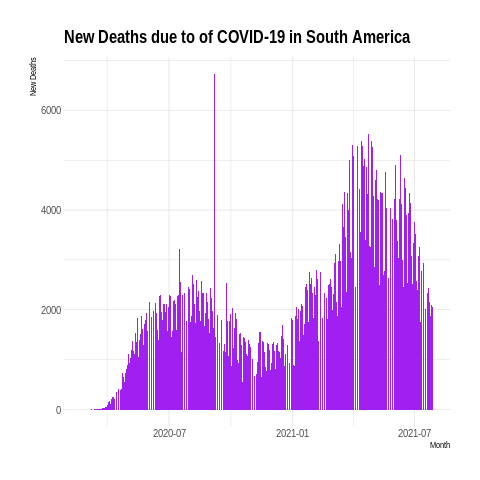 New Deaths due to of COVID-19 in South America
New Deaths
6000
4000
2000
0
2020-07
2021-01
2021-07
Month